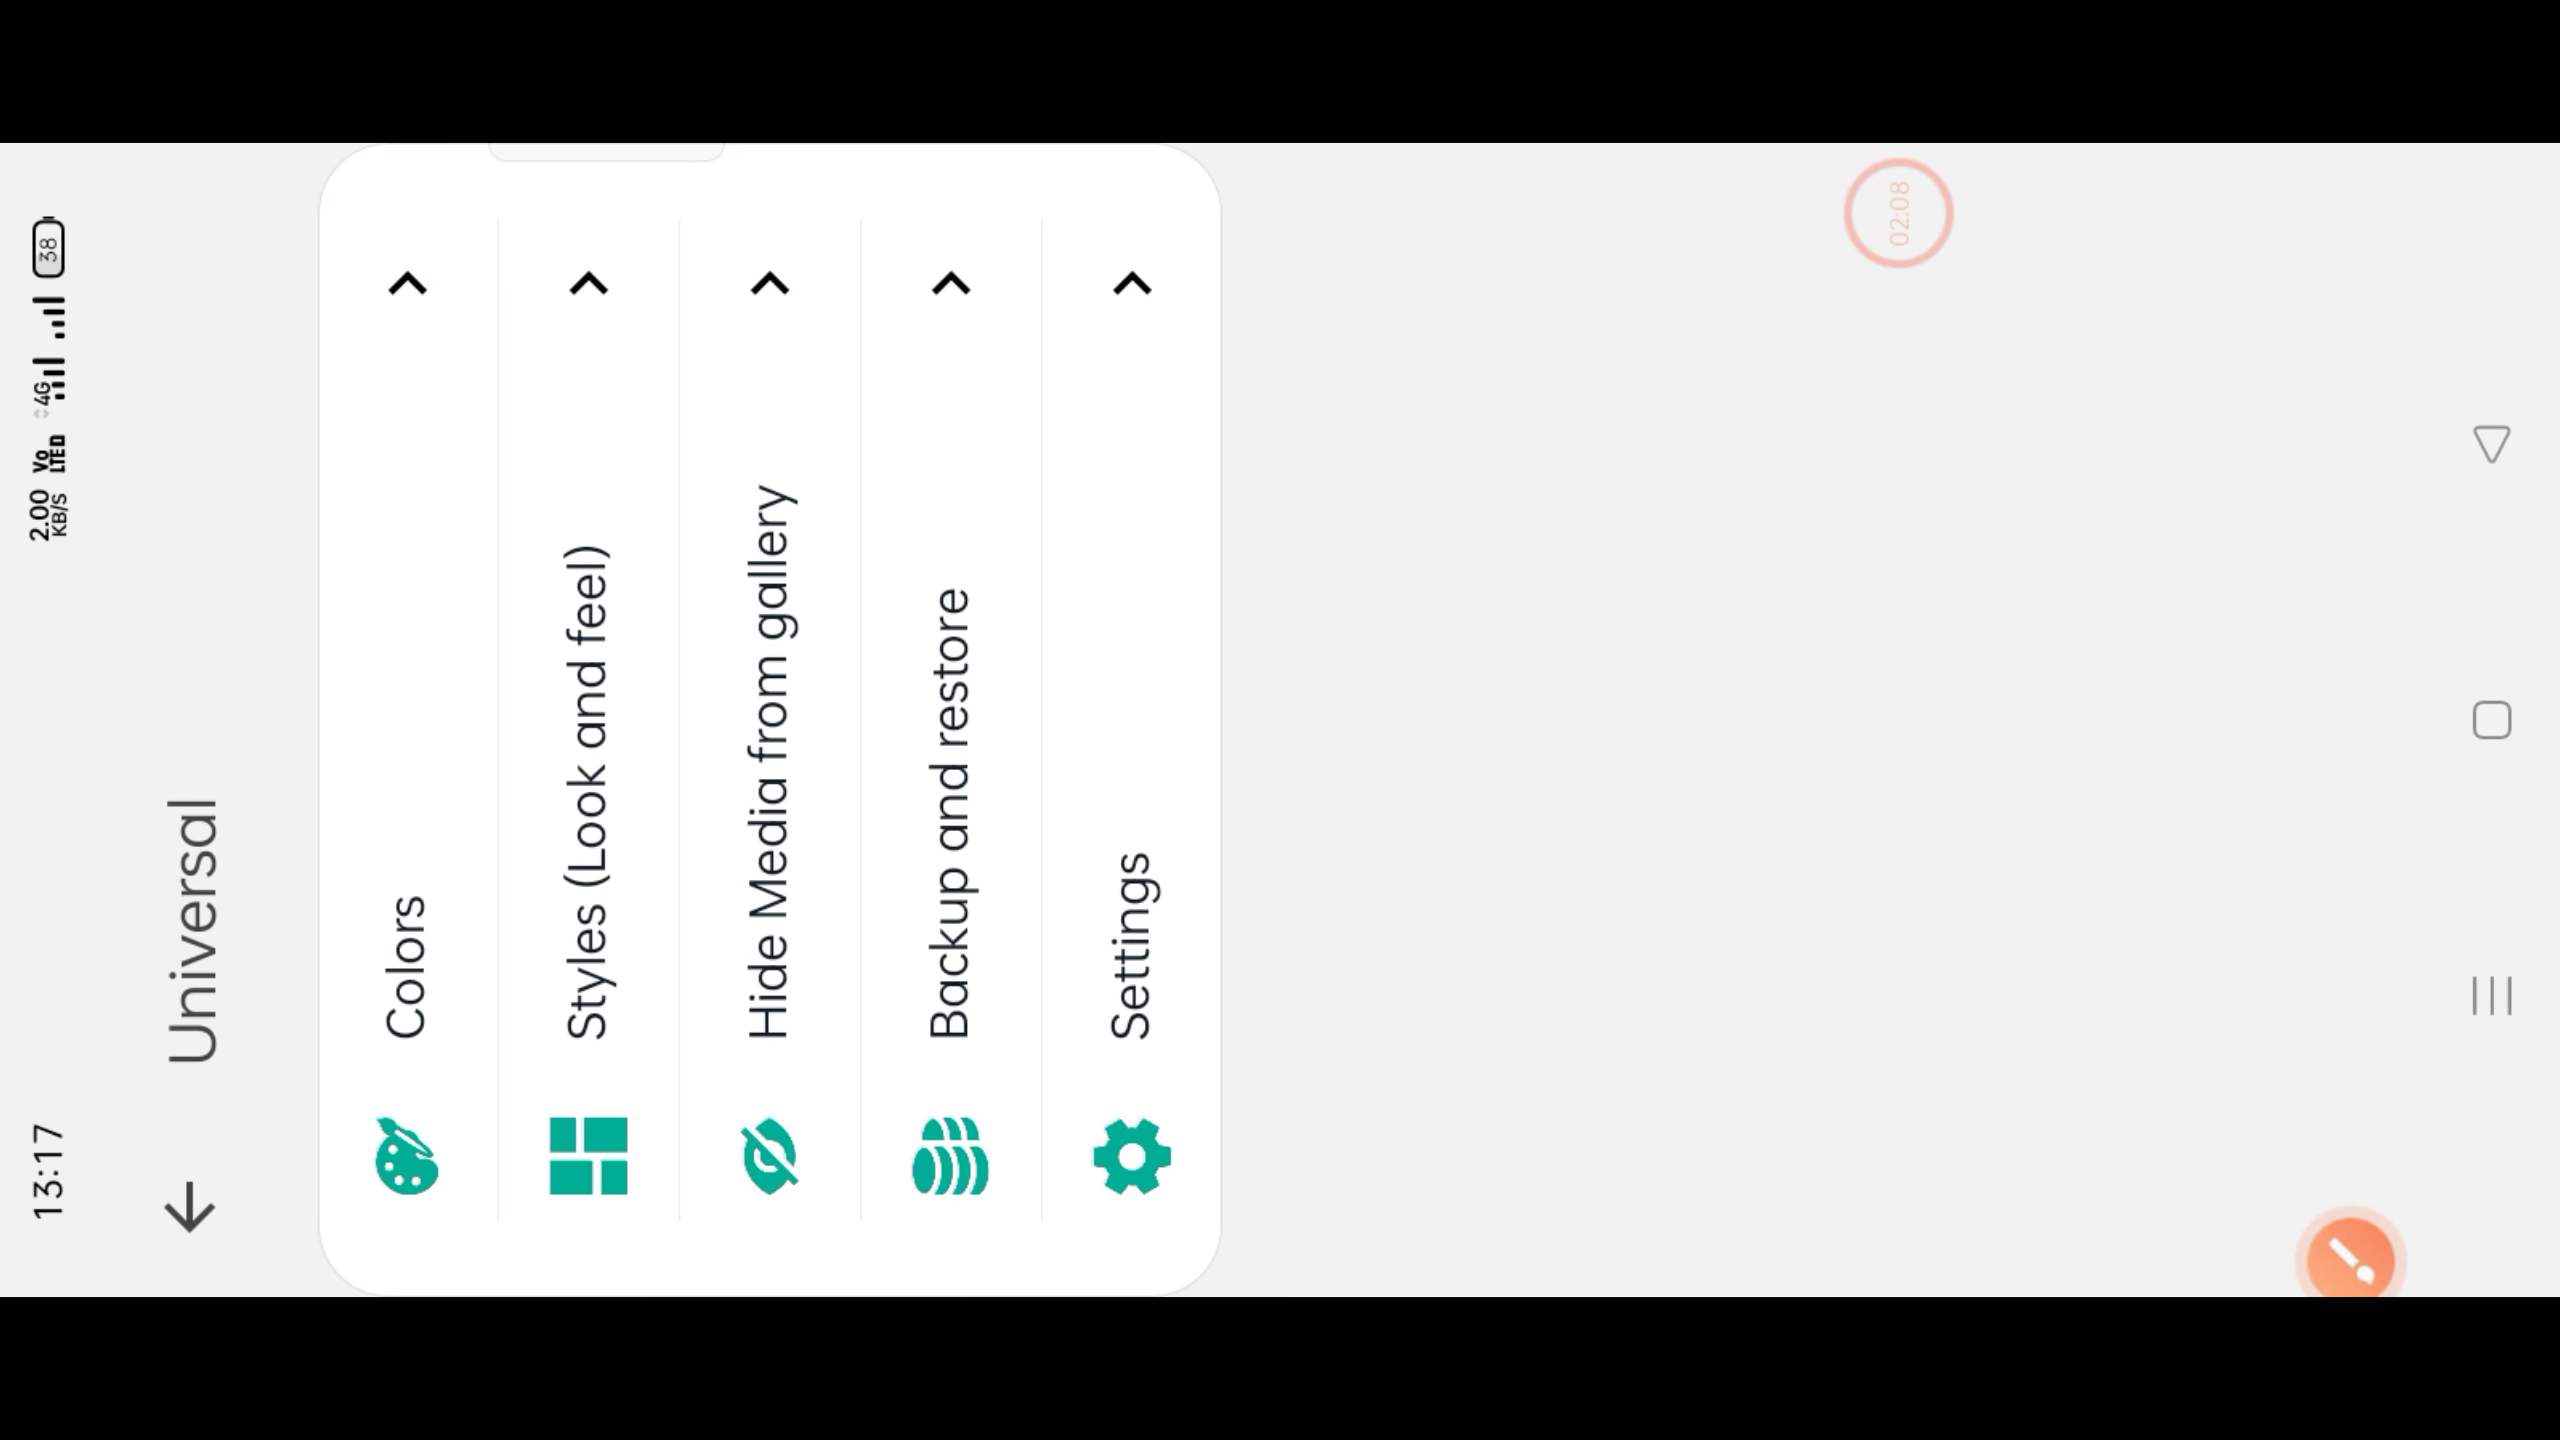 13:17
2.00
KB/S
Vo
LTED
4G
38
Universal
Colors
Styles (Look and feel)
Hide Media from gallery
Backup and restore
Settings
02:08